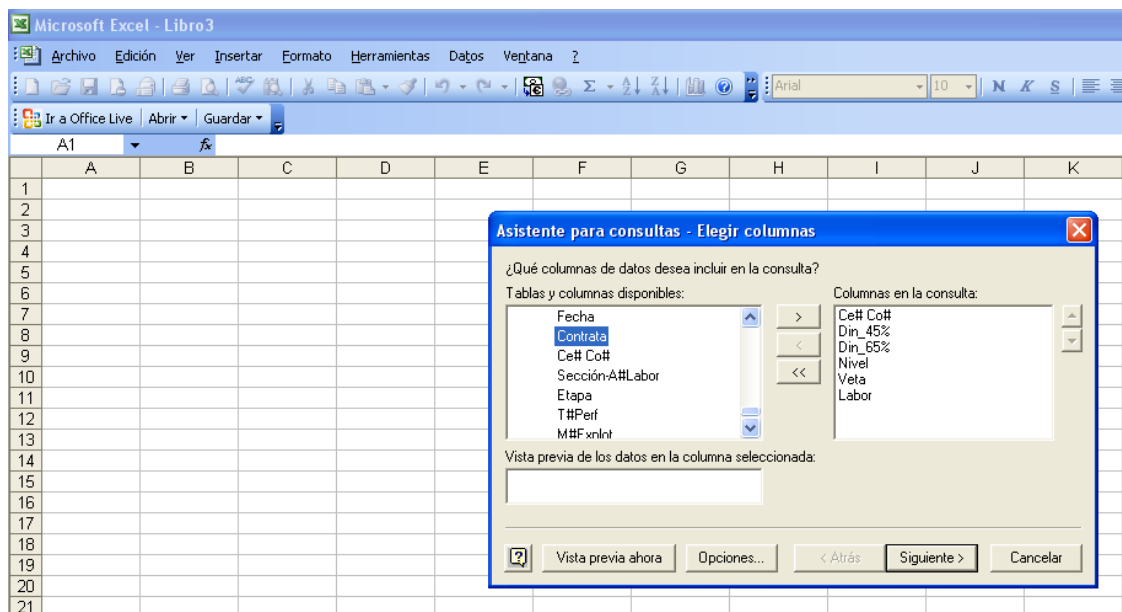 Microsoft Excel - Libro3
Archivo Edición Ver Insertar Formato Herramientas Datos Ventana ?
Arial 10 N K S
Ir a Office Live Abrir Guardar
A1 fx
A B C D E F G H I J K
1
2
3
4
5
6
7
8
9
10
11
12
13
14
15
16
17
18
19
20
21
Asistente para consultas - Elegir columnas
¿Qué columnas de datos desea incluir en la consulta?
Tablas y columnas disponibles:
Fecha
Contrata
Ce# Co#
Sección-A#Labor
Etapa
T#Perf
M#Explot
>
<
<<
Columnas en la consulta:
Ce# Co#
Din_45%
Din_65%
Nivel
Veta
Labor
Vista previa de los datos en la columna seleccionada:
Vista previa ahora Opciones... < Atrás Siguiente > Cancelar